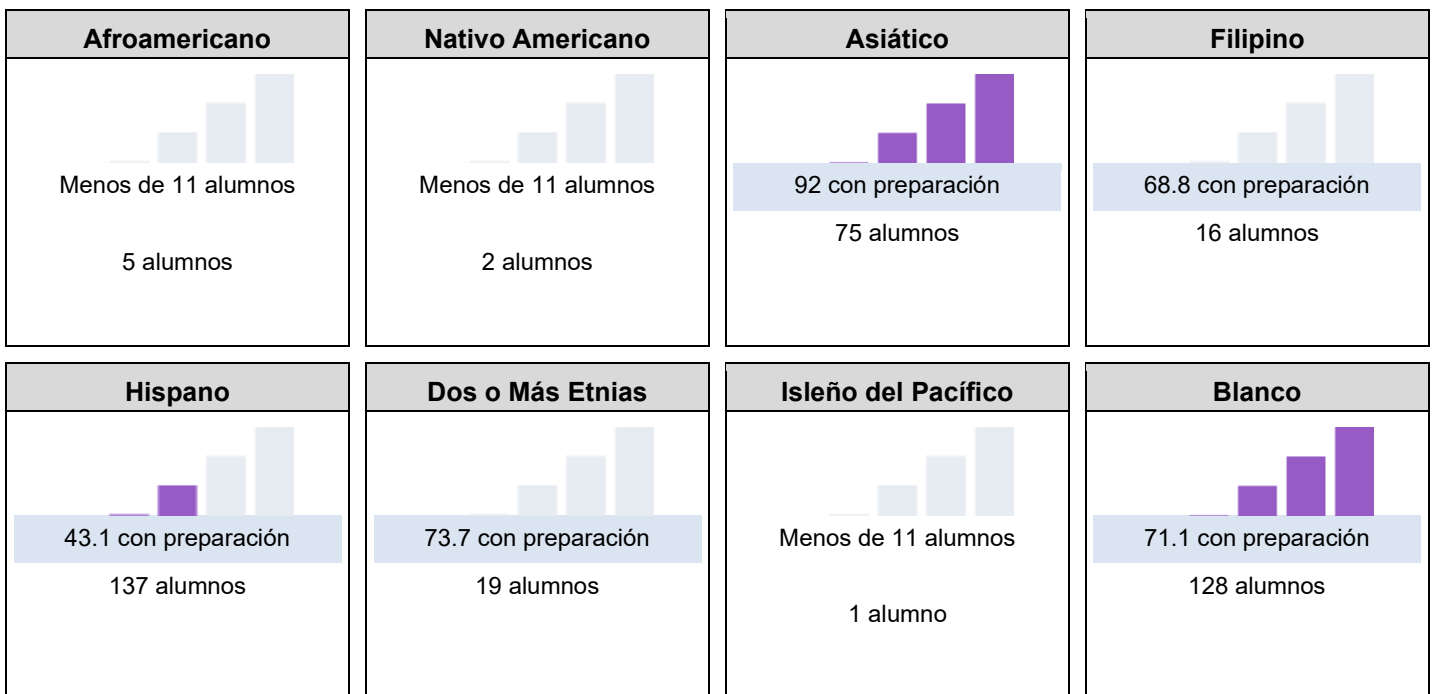 Afroamericano
Menos de 11 alumnos
5 alumnos
Nativo Americano
Menos de 11 alumnos
2 alumnos
Asiático
92 con preparación
75 alumnos
Filipino
68.8 con preparación
16 alumnos
Hispano
43.1 con preparación
137 alumnos
Dos o Más Etnias
73.7 con preparación
19 alumnos
Isleño del Pacífico
Menos de 11 alumnos
1 alumno
Blanco
71.1 con preparación
128 alumnos